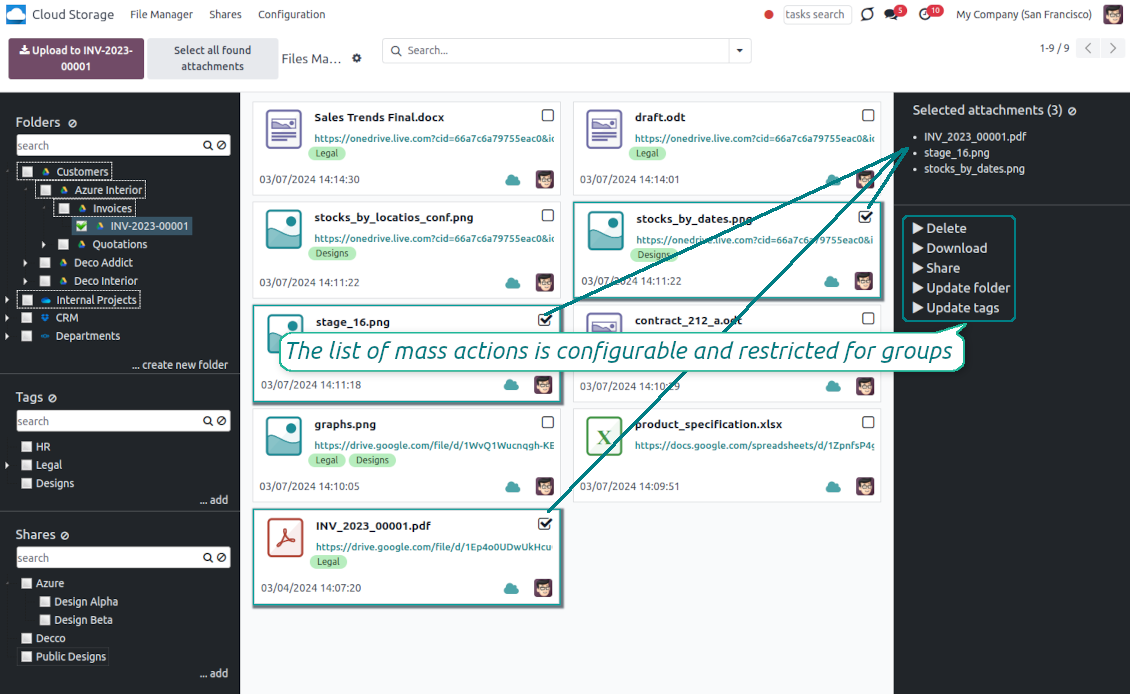 Cloud Storage
File Manager
Shares
Configuration
tasks search
5
10
My Company (San Francisco)
Upload to INV-2023-
00001
Select all found
attachments
Files Ma...
Search...
1-9 / 9
Folders
search
Customers
Azure Interior
Invoices
INV-2023-00001
Quotations
Deco Addict
Deco Interior
Internal Projects
CRM
Departments
... create new folder
Tags
search
HR
Legal
Designs
... add
Shares
search
Azure
Design Alpha
Design Beta
Decco
Public Designs
... add
Sales Trends Final.docx
https://onedrive.live.com?cid=66a7c6a79755eac0&ic
Legal
03/07/2024 14:14:30
draft.odt
https://onedrive.live.com?cid=66a7c6a79755eac0&ic
Legal
03/07/2024 14:14:01
stocks_by_locatios_conf.png
https://onedrive.live.com?cid=66a7c6a79755eac0&ic
Designs
03/07/2024 14:11:22
stocks_by_dates.png
https://onedrive.live.com?cid=66a7c6a79755eac0&i
Designs
03/07/2024 14:11:22
stage_16.png
03/07/2024 14:11:18
contract_212_a.odt
03/07/2024 14:10:29
The list of mass actions is configurable and restricted for groups
graphs.png
https://drive.google.com/file/d/1WvQ1Wucnqgh-KE
Legal
Designs
03/07/2024 14:10:05
product_specification.xlsx
https://docs.google.com/spreadsheets/d/1ZpnfsP4g
03/07/2024 14:09:51
INV_2023_00001.pdf
https://drive.google.com/file/d/1Ep4o0UDwUkHcu
Legal
03/04/2024 14:07:20
Selected attachments (3)
INV_2023_00001.pdf
stage_16.png
stocks_by_dates.png
Delete
Download
Share
Update folder
Update tags